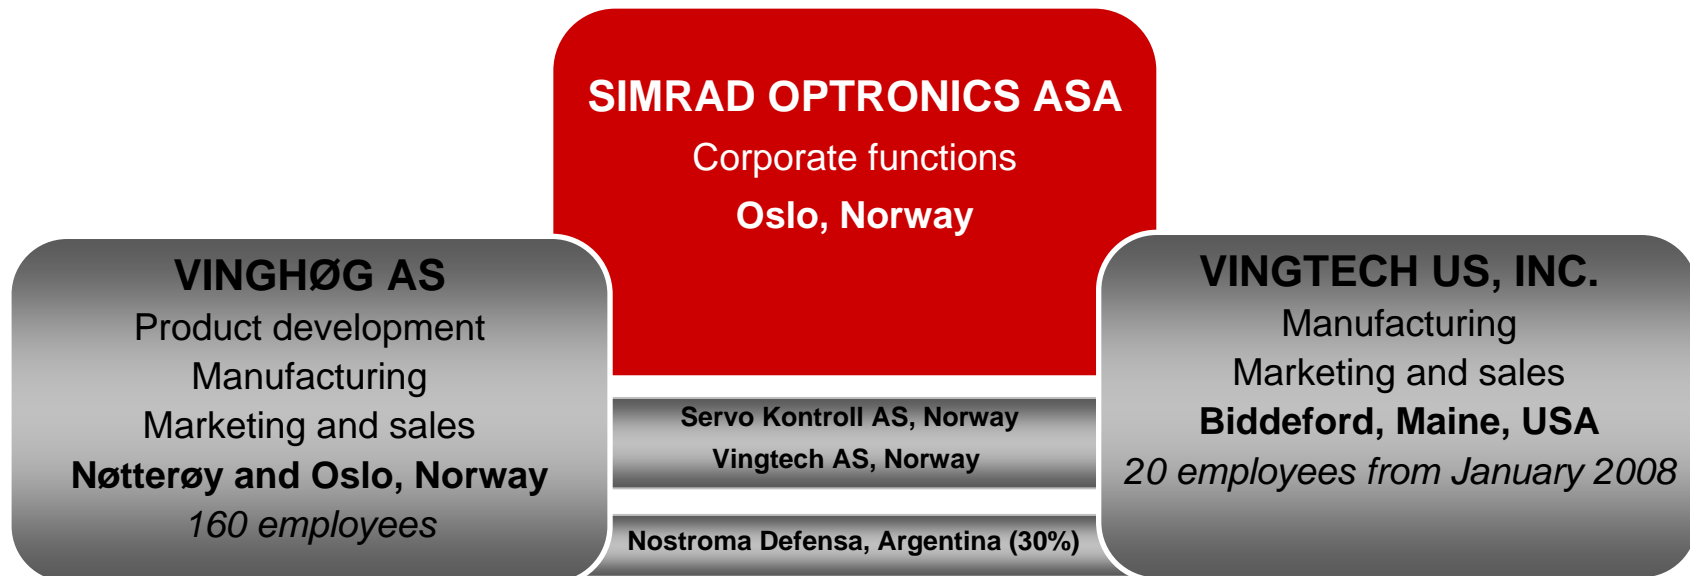 SIMRAD OPTRONICS ASA
Corporate functions
Oslo, Norway
VINGHØG AS
Product development
Manufacturing
Marketing and sales
Nøtterøy and Oslo, Norway
160 employees
Servo Kontroll AS, Norway
Vingtech AS, Norway
Nostroma Defensa, Argentina (30%)
VINGTECH US, INC.
Manufacturing
Marketing and sales
Biddeford, Maine, USA
20 employees from January 2008